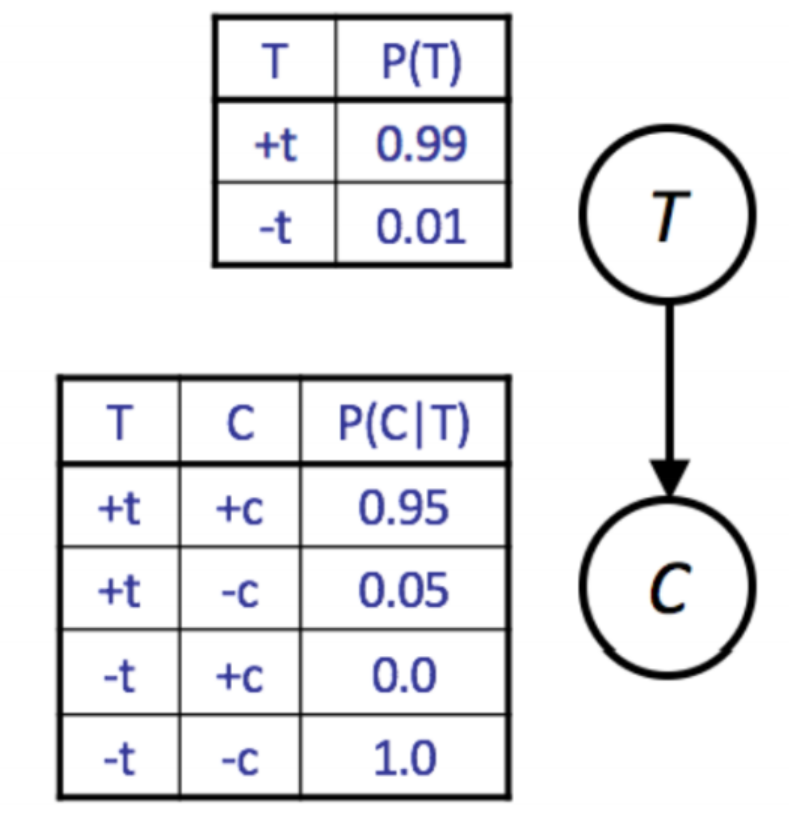 T P(T)
+t 0.99
-t 0.01
T
T C P(C|T)
+t +c 0.95
+t -c 0.05
-t +c 0.0
-t -c 1.0
C